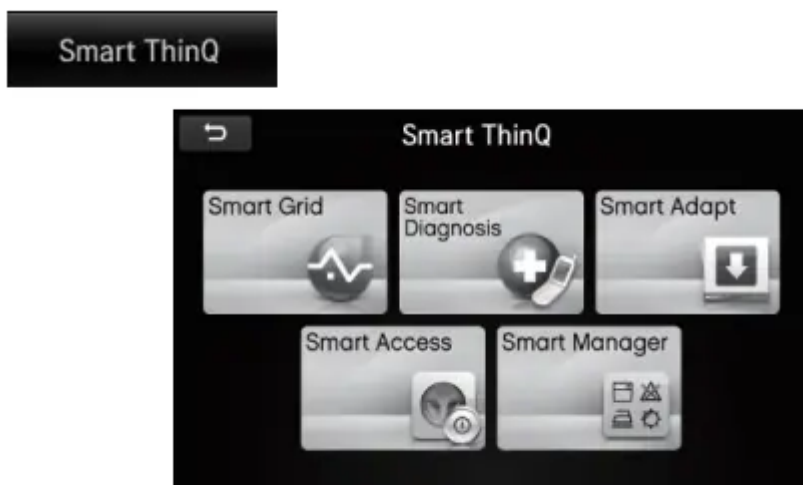 Smart ThinQ
Smart ThinQ
Smart Grid
Smart
Diagnosis
Smart Adapt
Smart Access
Smart Manager